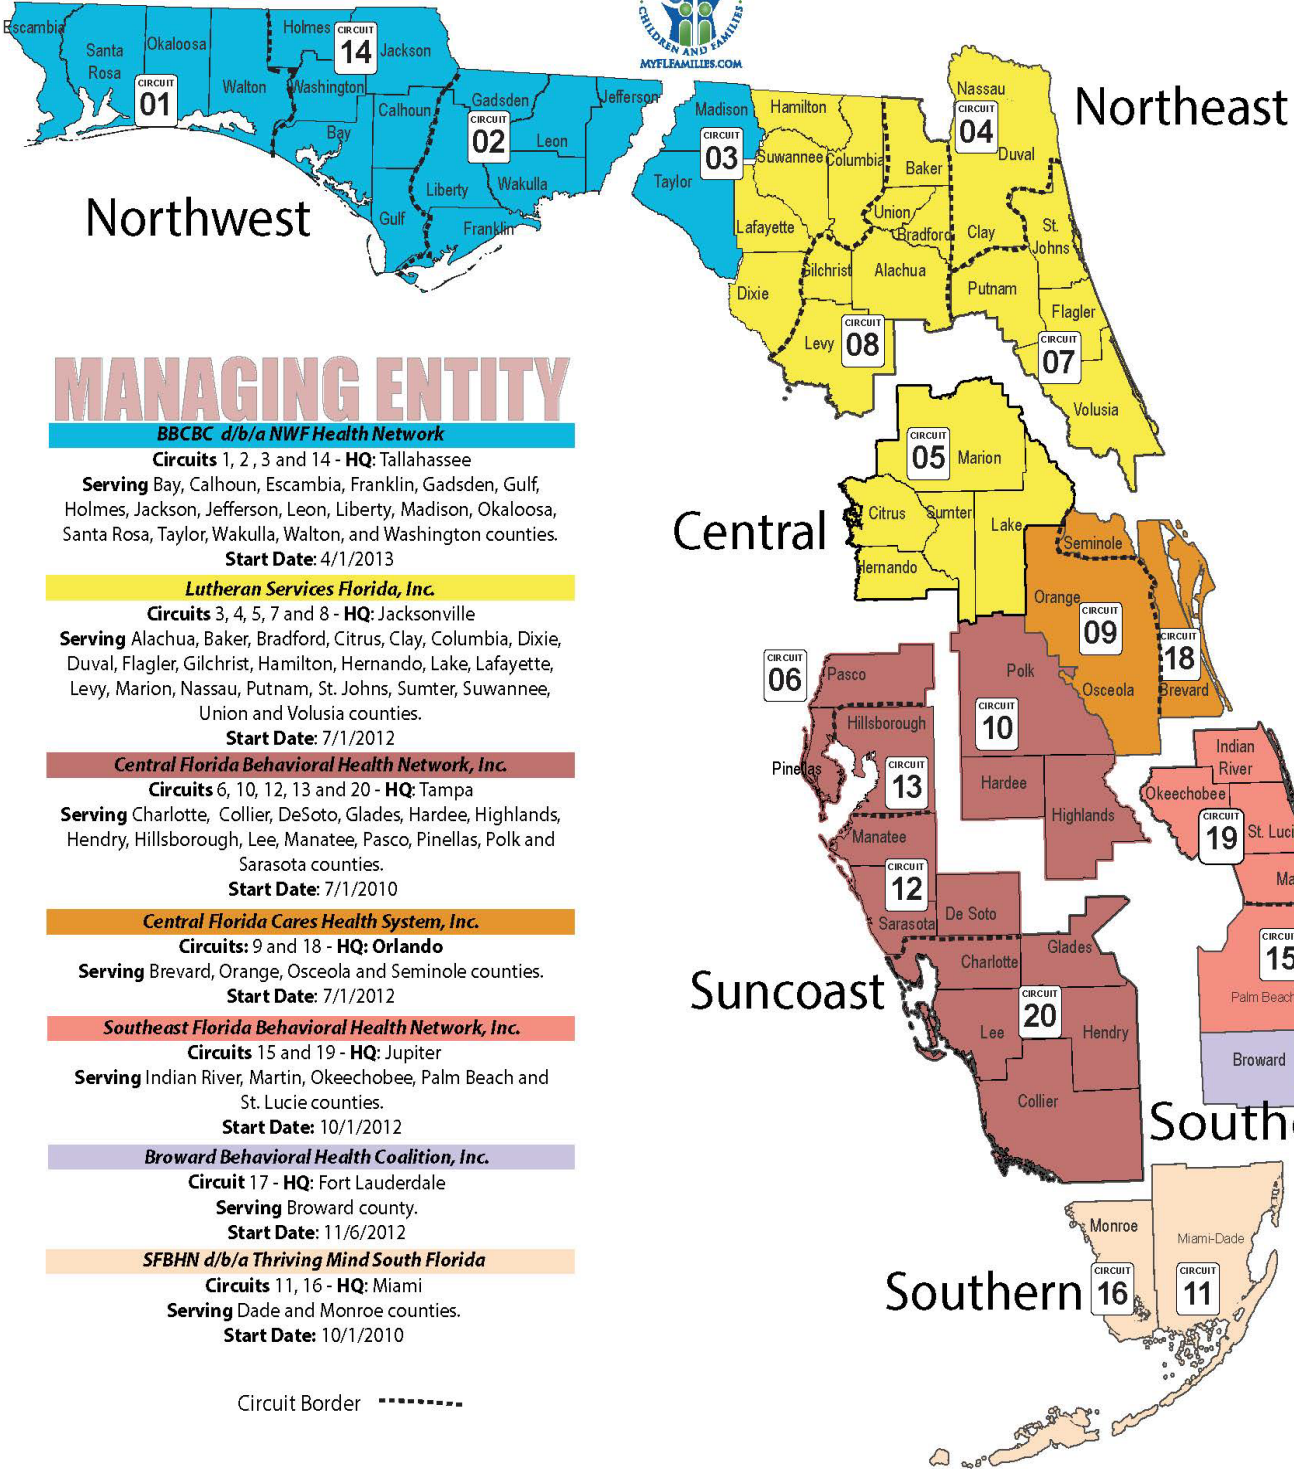 CHILDREN AND FAMILIES
MYFLFAMILIES.COM
Escambia
Santa
Rosa
Okaloosa
Walton
CIRCUIT
01
Holmes
CIRCUIT
14
Jackson
Washington
Calhoun
Bay
Gulf
Gadsden
CIRCUIT
02
Leon
Jefferson
Liberty
Wakulla
Franklin
Northwest
Madison
CIRCUIT
03
Taylor
Hamilton
Suwannee
Columbia
Lafayette
Dixie
Nassau
CIRCUIT
04
Duval
Northeast
Baker
Union
Bradford
Clay
St.
Johns
Gilchrist
Alachua
Putnam
Flagler
Levy
CIRCUIT
08
CIRCUIT
07
Volusia
MANAGING ENTITY
BBCBC d/b/a NWF Health Network
Circuits 1, 2 , 3 and 14 - HQ: Tallahassee
Serving Bay, Calhoun, Escambia, Franklin, Gadsden, Gulf,
Holmes, Jackson, Jefferson, Leon, Liberty, Madison, Okaloosa,
Santa Rosa, Taylor, Wakulla, Walton, and Washington counties.
Start Date: 4/1/2013
Lutheran Services Florida, Inc.
Circuits 3, 4, 5, 7 and 8 - HQ: Jacksonville
Serving Alachua, Baker, Bradford, Citrus, Clay, Columbia, Dixie,
Duval, Flagler, Gilchrist, Hamilton, Hernando, Lake, Lafayette,
Levy, Marion, Nassau, Putnam, St. Johns, Sumter, Suwannee,
Union and Volusia counties.
Start Date: 7/1/2012
Central Florida Behavioral Health Network, Inc.
Circuits 6, 10, 12, 13 and 20 - HQ: Tampa
Serving Charlotte, Collier, DeSoto, Glades, Hardee, Highlands,
Hendry, Hillsborough, Lee, Manatee, Pasco, Pinellas, Polk and
Sarasota counties.
Start Date: 7/1/2010
Central Florida Cares Health System, Inc.
Circuits: 9 and 18 - HQ: Orlando
Serving Brevard, Orange, Osceola and Seminole counties.
Start Date: 7/1/2012
Southeast Florida Behavioral Health Network, Inc.
Circuits 15 and 19 - HQ: Jupiter
Serving Indian River, Martin, Okeechobee, Palm Beach and
St. Lucie counties.
Start Date: 10/1/2012
Broward Behavioral Health Coalition, Inc.
Circuit 17 - HQ: Fort Lauderdale
Serving Broward county.
Start Date: 11/6/2012
SFBHN d/b/a Thriving Mind South Florida
Circuits 11, 16 - HQ: Miami
Serving Dade and Monroe counties.
Start Date: 10/1/2010
Circuit Border
CIRCUIT
05
Marion
Central
Citrus
Sumter
Lake
Hernando
Seminole
Orange
CIRCUIT
09
Osceola
CIRCUIT
18
Brevard
CIRCUIT
06
Pasco
Hillsborough
Pinellas
CIRCUIT
13
Polk
CIRCUIT
10
Hardee
Highlands
Manatee
CIRCUIT
12
Sarasota
De Soto
Glades
Charlotte
Suncoast
CIRCUIT
20
Lee
Hendry
Collier
Indian
River
Okeechobee
CIRCUIT
19
St. Luci
Ma
CIRCUI
15
Palm Beach
Broward
Southe
Monroe
Miami-Dade
Southern
CIRCUIT
16
CIRCUIT
11